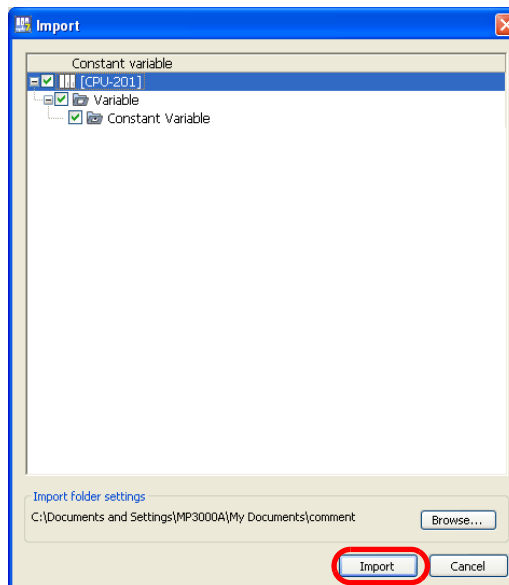 Import
Constant variable
[CPU-201]
Variable
Constant Variable
Import folder settings
C:\Documents and Settings\MP3000A\My Documents\comment
Browse...
Import Cancel